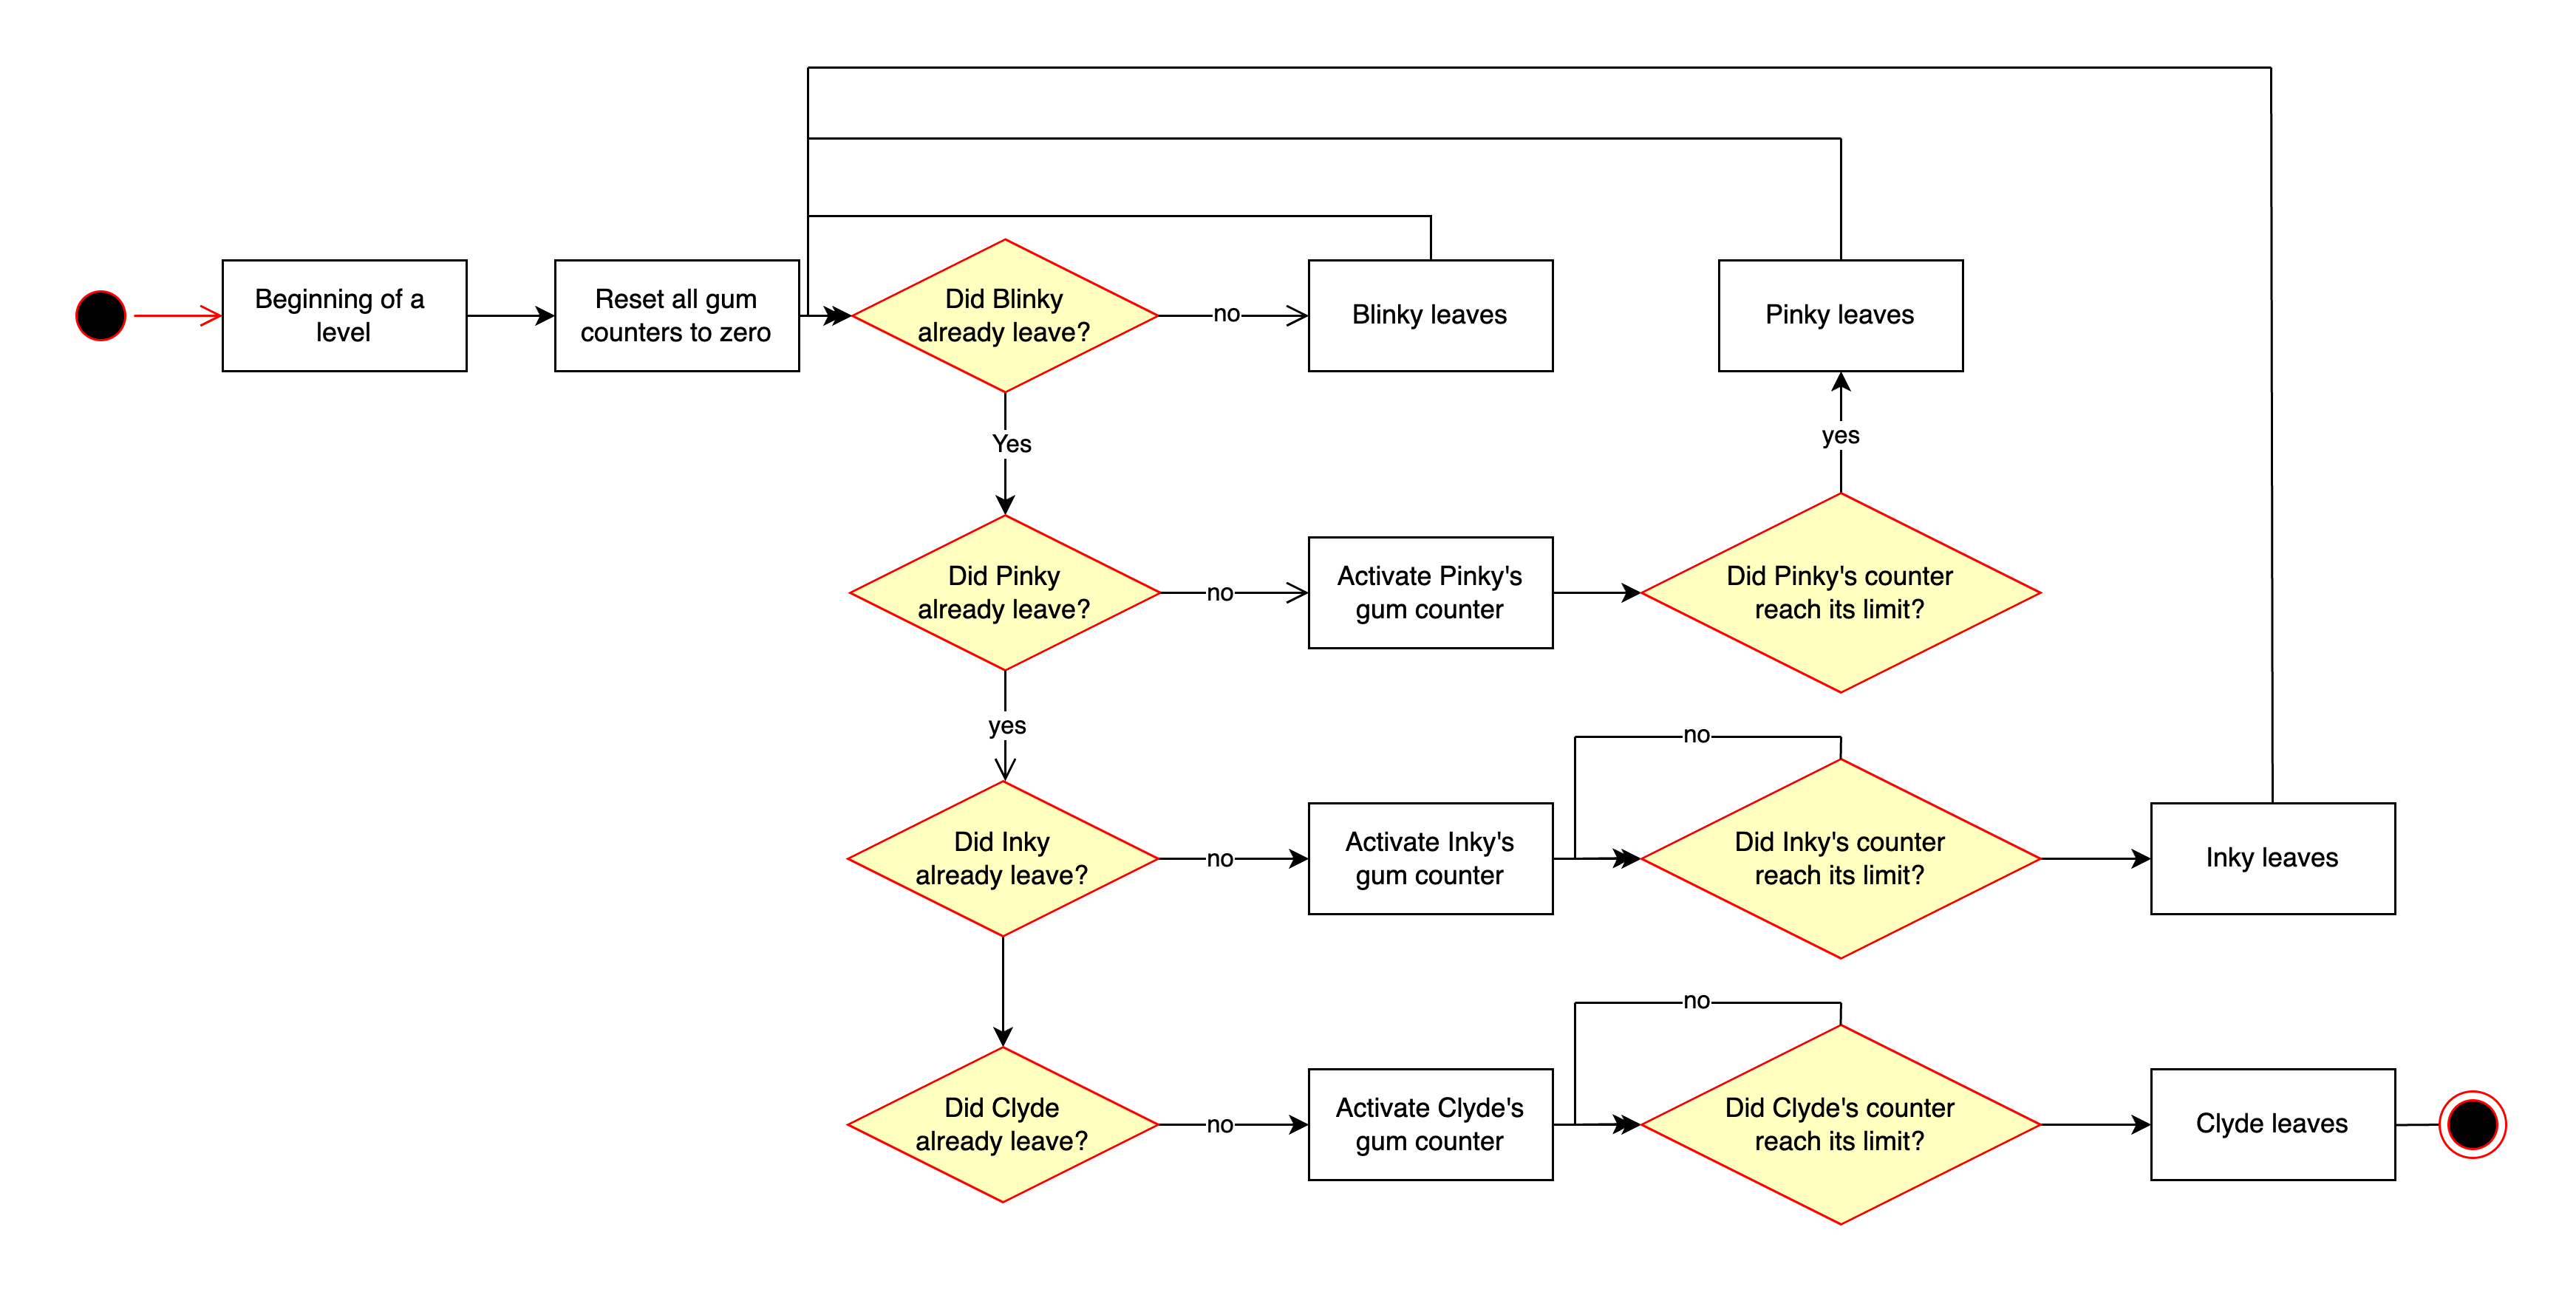 Beginning of a
level
Reset all gum
counters to zero
Did Blinky
already leave?
no
Blinky leaves
Pinky leaves
Yes
yes
Did Pinky
already leave?
no
Activate Pinky's
gum counter
Did Pinky's counter
reach its limit?
yes
no
Did Inky
already leave?
no
Activate Inky's
gum counter
Did Inky's counter
reach its limit?
Inky leaves
no
Did Clyde
already leave?
no
Activate Clyde's
gum counter
Did Clyde's counter
reach its limit?
Clyde leaves